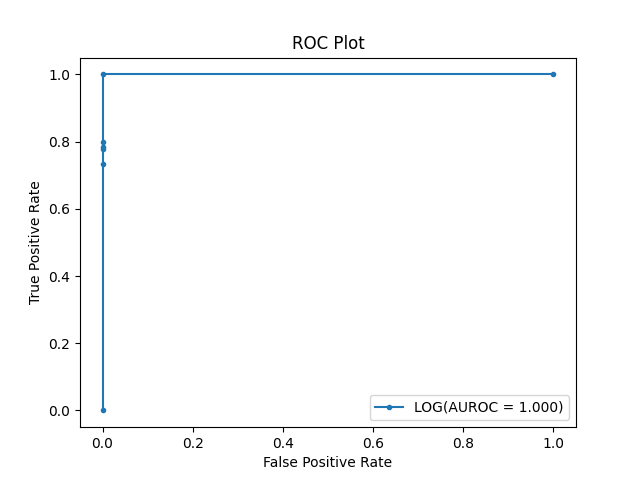 ROC Plot
1.0
0.8
0.6
0.4
0.2
0.0
True Positive Rate
LOG(AUROC = 1.000)
0.0 0.2 0.4 0.6 0.8 1.0
False Positive Rate